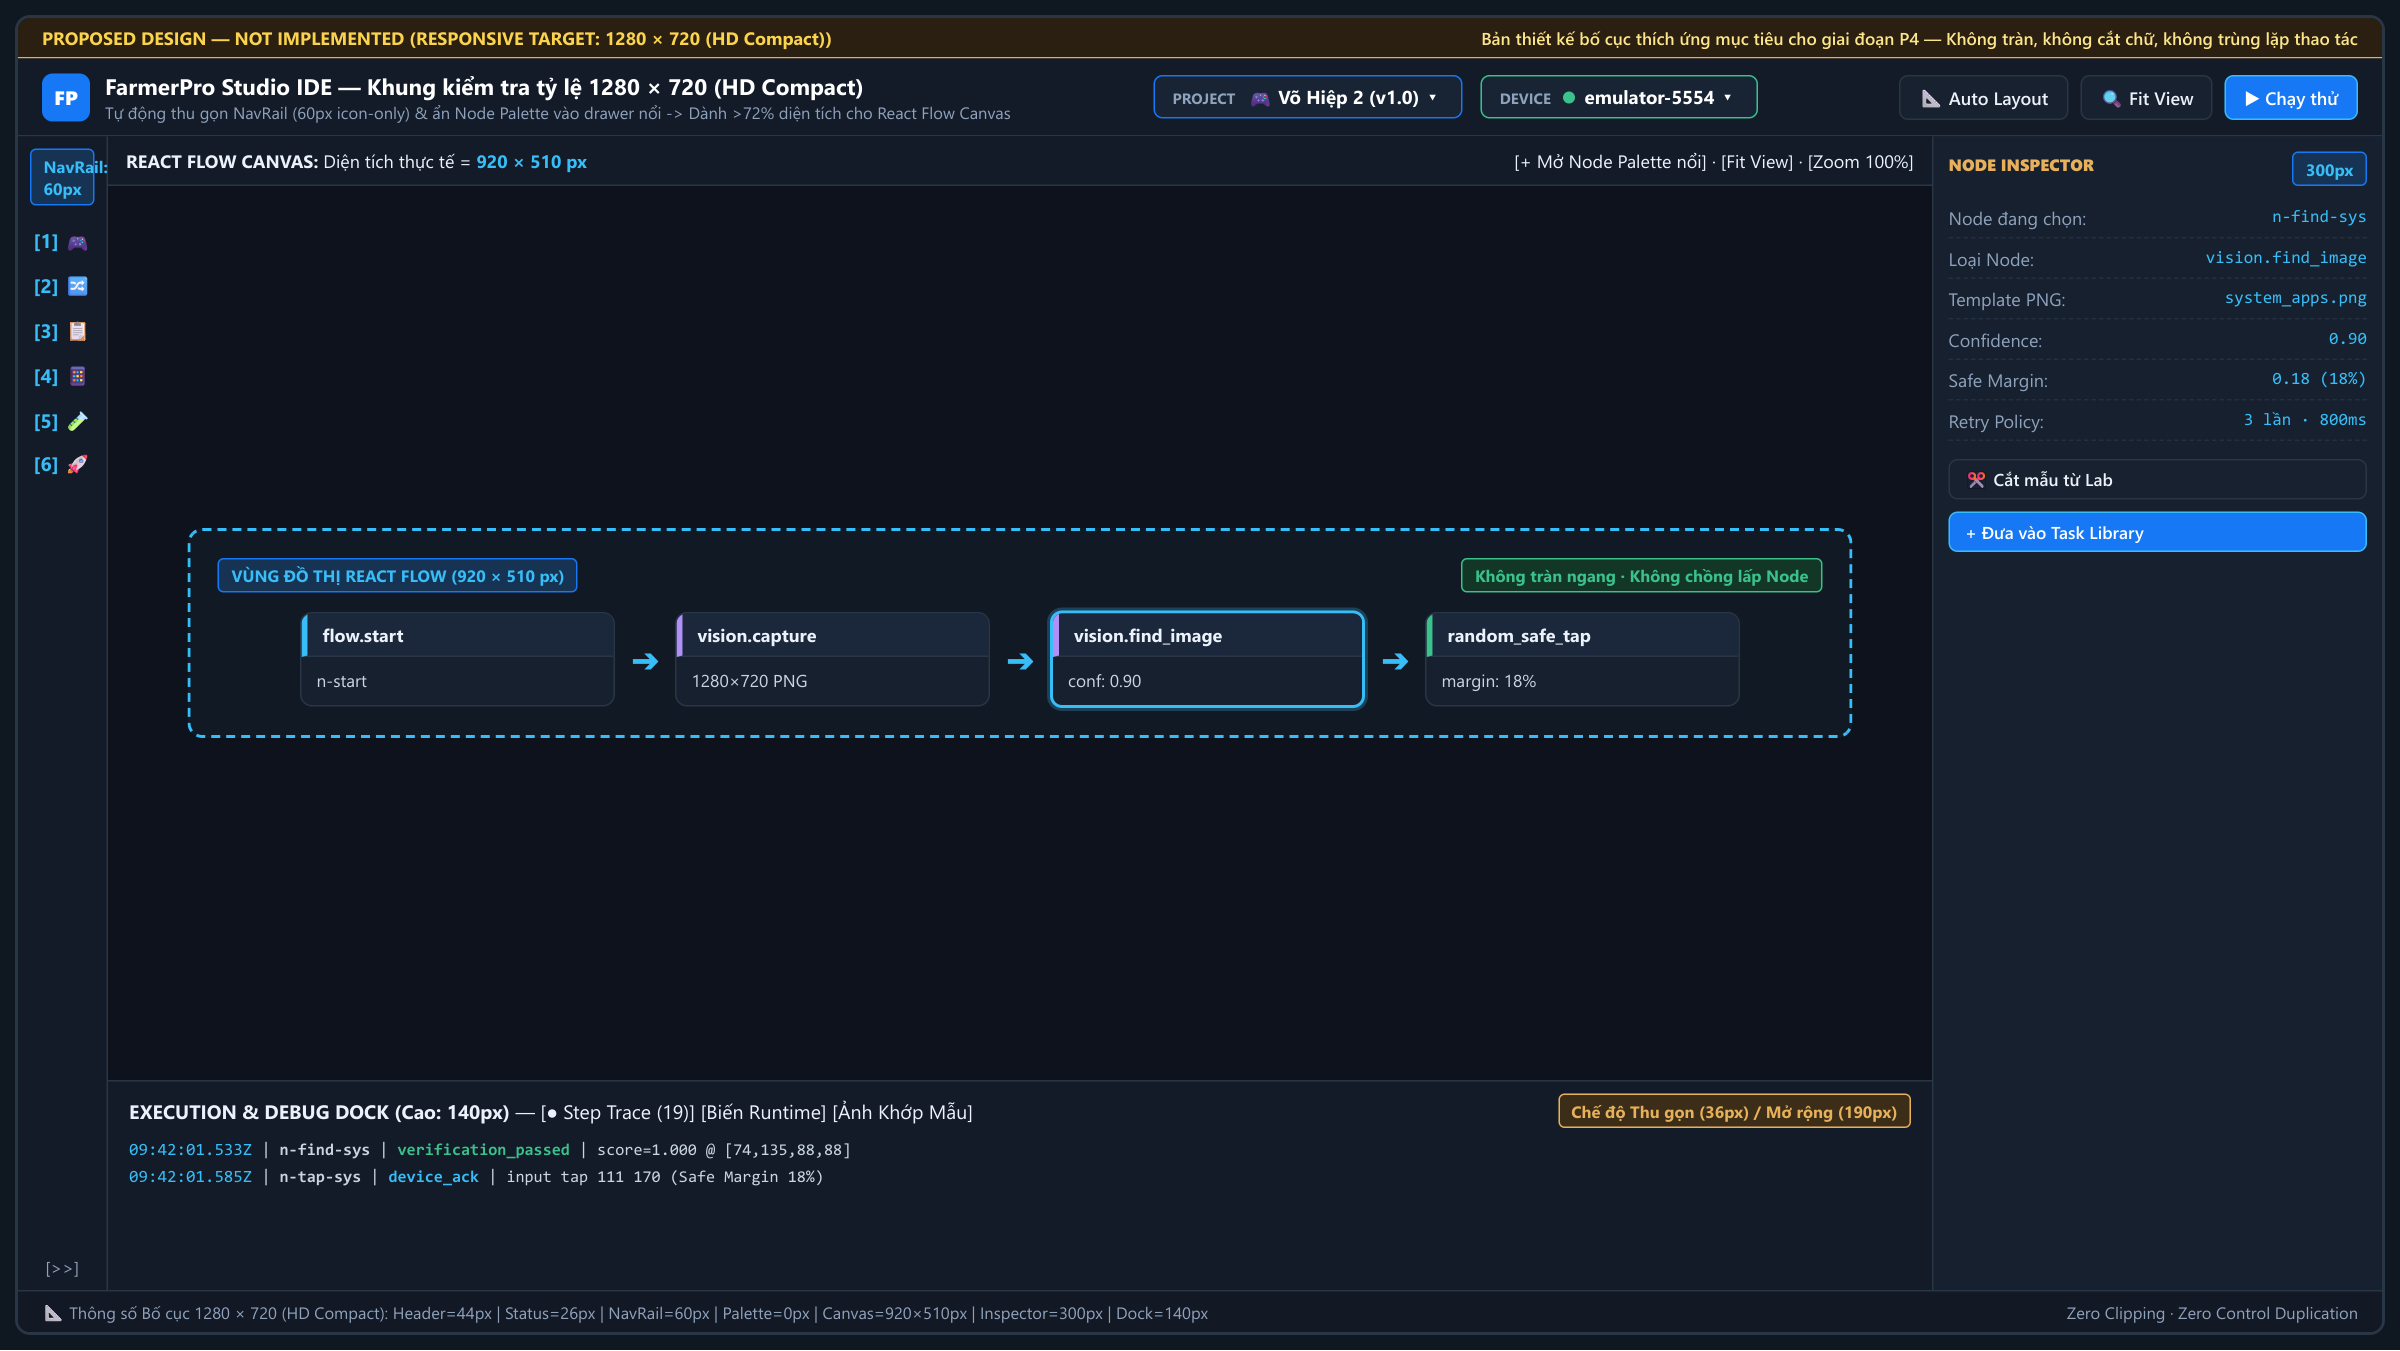 PROPOSED DESIGN — NOT IMPLEMENTED (RESPONSIVE TARGET: 1280 × 720 (HD Compact))
Bản thiết kế bố cục thích ứng mục tiêu cho giai đoạn P4 — Không tràn, không cắt chữ, không trùng lặp thao tác
FP
FarmerPro Studio IDE — Khung kiểm tra tỷ lệ 1280 × 720 (HD Compact)
Tự động thu gọn NavRail (60px icon-only) & ẩn Node Palette vào drawer nổi -> Dành >72% diện tích cho React Flow Canvas
PROJECT 🎮 Võ Hiệp 2 (v1.0) ▾
DEVICE ● emulator-5554 ▾
📐 Auto Layout
🔍 Fit View
▶ Chạy thử
NavRail:
60px
[1] 🎮
[2] 🔀
[3] 📋
[4] 🎛
[5] 🧪
[6] 🚀
[>>]
REACT FLOW CANVAS: Diện tích thực tế = 920 × 510 px
[+ Mở Node Palette nổi] · [Fit View] · [Zoom 100%]
VÙNG ĐỒ THỊ REACT FLOW (920 × 510 px)
Không tràn ngang · Không chồng lấp Node
flow.start
n-start
➔
vision.capture
1280×720 PNG
➔
vision.find_image
conf: 0.90
➔
random_safe_tap
margin: 18%
EXECUTION & DEBUG DOCK (Cao: 140px) — [● Step Trace (19)] [Biến Runtime] [Ảnh Khớp Mẫu]
Chế độ Thu gọn (36px) / Mở rộng (190px)
09:42:01.533Z | n-find-sys | verification_passed | score=1.000 @ [74,135,88,88]
09:42:01.585Z | n-tap-sys | device_ack | input tap 111 170 (Safe Margin 18%)
NODE INSPECTOR
300px
Node đang chọn: n-find-sys
Loại Node: vision.find_image
Template PNG: system_apps.png
Confidence: 0.90
Safe Margin: 0.18 (18%)
Retry Policy: 3 lần · 800ms
✂ Cắt mẫu từ Lab
+ Đưa vào Task Library
📐 Thông số Bố cục 1280 × 720 (HD Compact): Header=44px | Status=26px | NavRail=60px | Palette=0px | Canvas=920×510px | Inspector=300px | Dock=140px
Zero Clipping · Zero Control Duplication